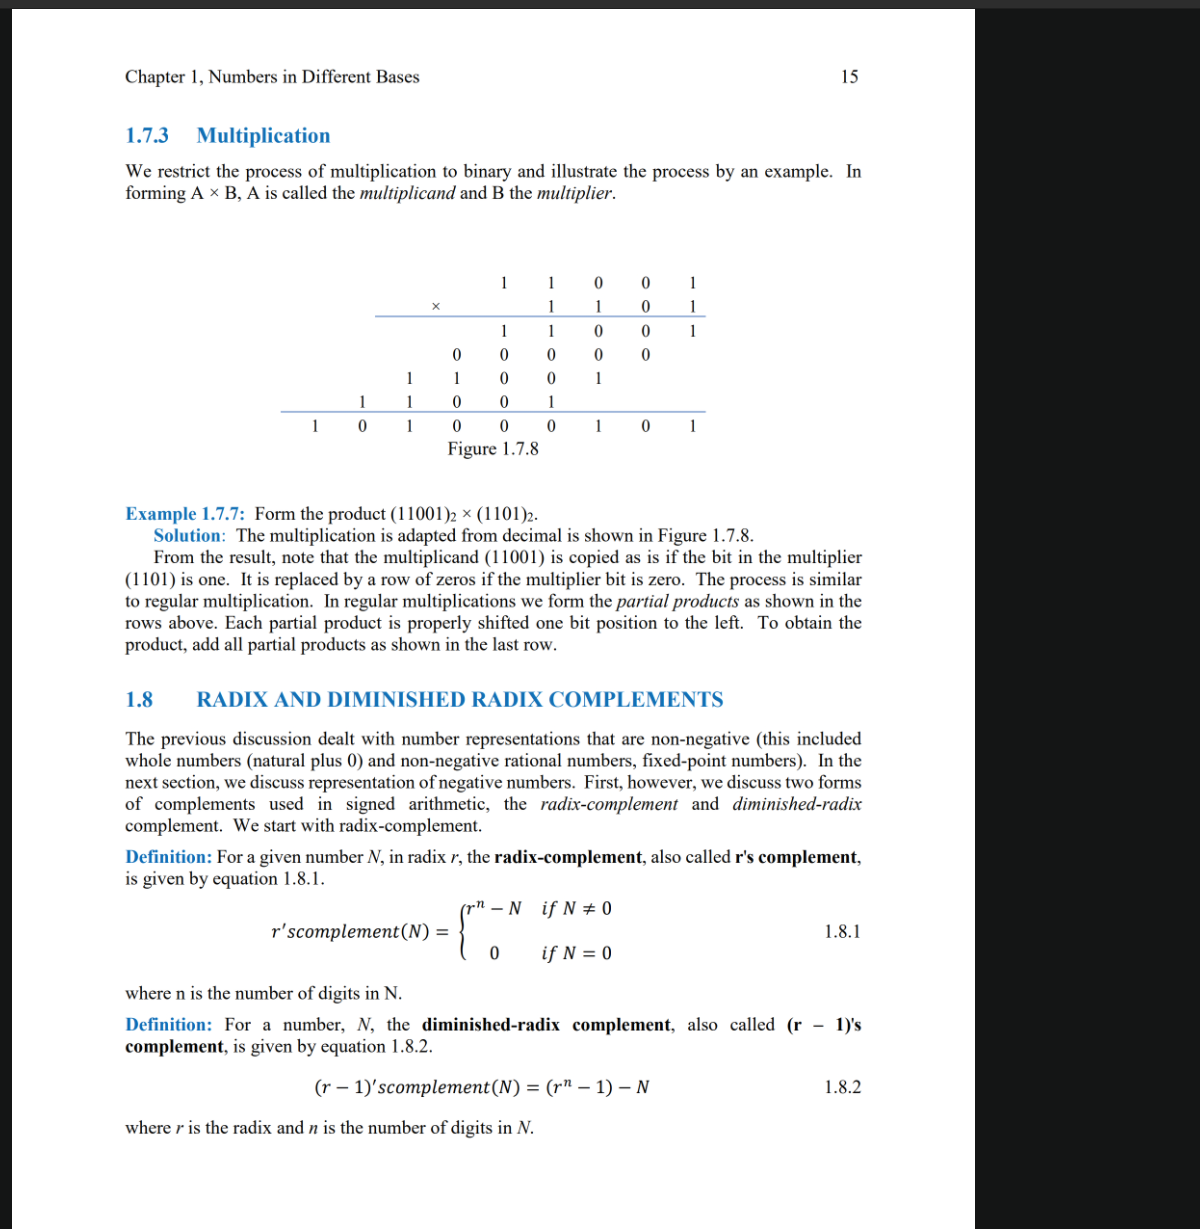 Chapter 1, Numbers in Different Bases 15
1.7.3 Multiplication
We restrict the process of multiplication to binary and illustrate the process by an example. In
forming A × B, A is called the multiplicand and B the multiplier.
1 1 0 0 1
× 1 1 0 1
1 1 0 0 1
0 0 0 0 0
1 1 0 0 1
1 1 0 0 1
1 0 1 0 0 0 1 0 1
Figure 1.7.8
Example 1.7.7: Form the product (11001)₂ × (1101)₂.
Solution: The multiplication is adapted from decimal is shown in Figure 1.7.8.
From the result, note that the multiplicand (11001) is copied as is if the bit in the multiplier
(1101) is one. It is replaced by a row of zeros if the multiplier bit is zero. The process is similar
to regular multiplication. In regular multiplications we form the partial products as shown in the
rows above. Each partial product is properly shifted one bit position to the left. To obtain the
product, add all partial products as shown in the last row.
1.8 RADIX AND DIMINISHED RADIX COMPLEMENTS
The previous discussion dealt with number representations that are non-negative (this included
whole numbers (natural plus 0) and non-negative rational numbers, fixed-point numbers). In the
next section, we discuss representation of negative numbers. First, however, we discuss two forms
of complements used in signed arithmetic, the radix-complement and diminished-radix
complement. We start with radix-complement.
Definition: For a given number N, in radix r, the radix-complement, also called r's complement,
is given by equation 1.8.1.
rⁿ − N if N ≠ 0
r'scomplement(N) = { 1.8.1
0 if N = 0
where n is the number of digits in N.
Definition: For a number, N, the diminished-radix complement, also called (r − 1)'s
complement, is given by equation 1.8.2.
(r − 1)'scomplement(N) = (rⁿ − 1) − N 1.8.2
where r is the radix and n is the number of digits in N.